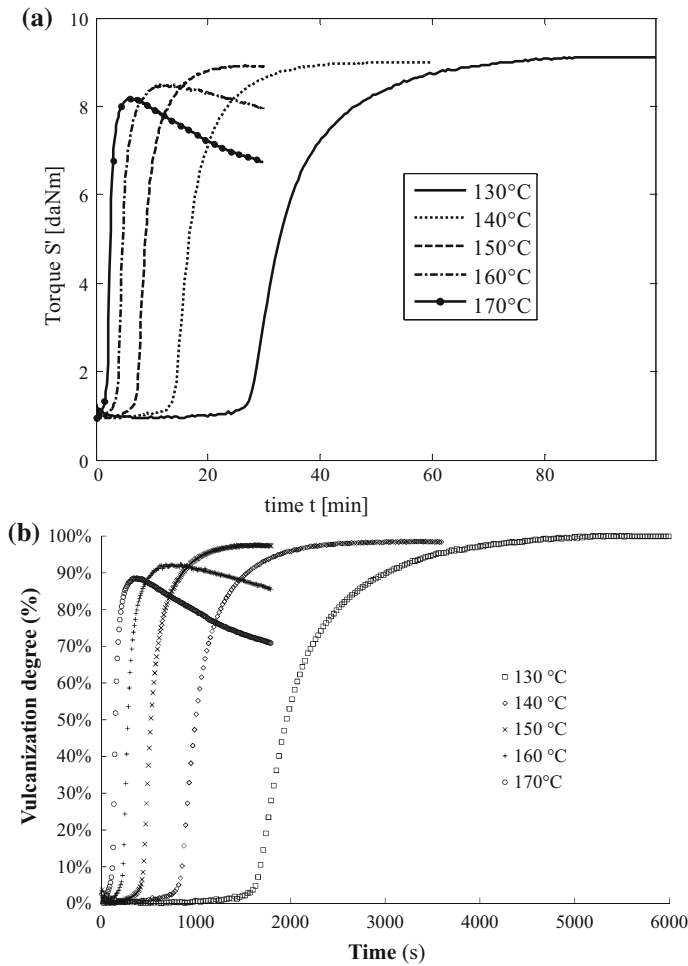 (a)
10
8
6
4
2
0
Torque S' [daNm]
0
20
40
60
80
time t [min]
130°C
140°C
150°C
160°C
170°C
(b)
100%
90%
80%
70%
60%
50%
40%
30%
20%
10%
0%
Vulcanization degree (%)
0
1000
2000
3000
4000
5000
6000
Time (s)
130 °C
140 °C
150 °C
160 °C
170°C